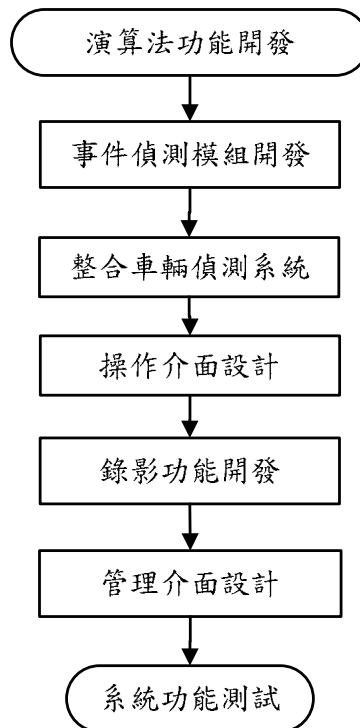 演算法功能開發
事件偵測模組開發
整合車輛偵測系統
操作介面設計
錄影功能開發
管理介面設計
系統功能測試